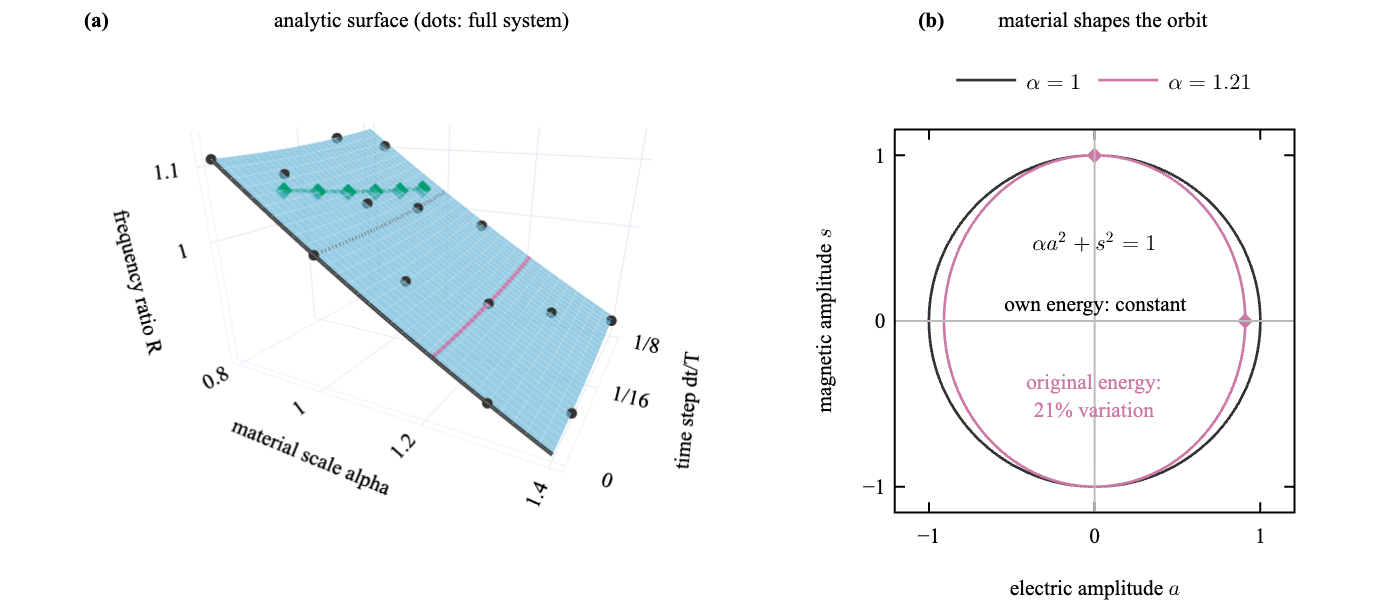 (a)
analytic surface (dots: full system)
1.1
1
frequency ratio R
0.8
1
1.2
1.4
material scale alpha
0
1/16
1/8
time step dt/T
(b)
material shapes the orbit
α = 1
α = 1.21
1
0
−1
magnetic amplitude s
αa² + s² = 1
own energy: constant
original energy:
21% variation
−1
0
1
electric amplitude a